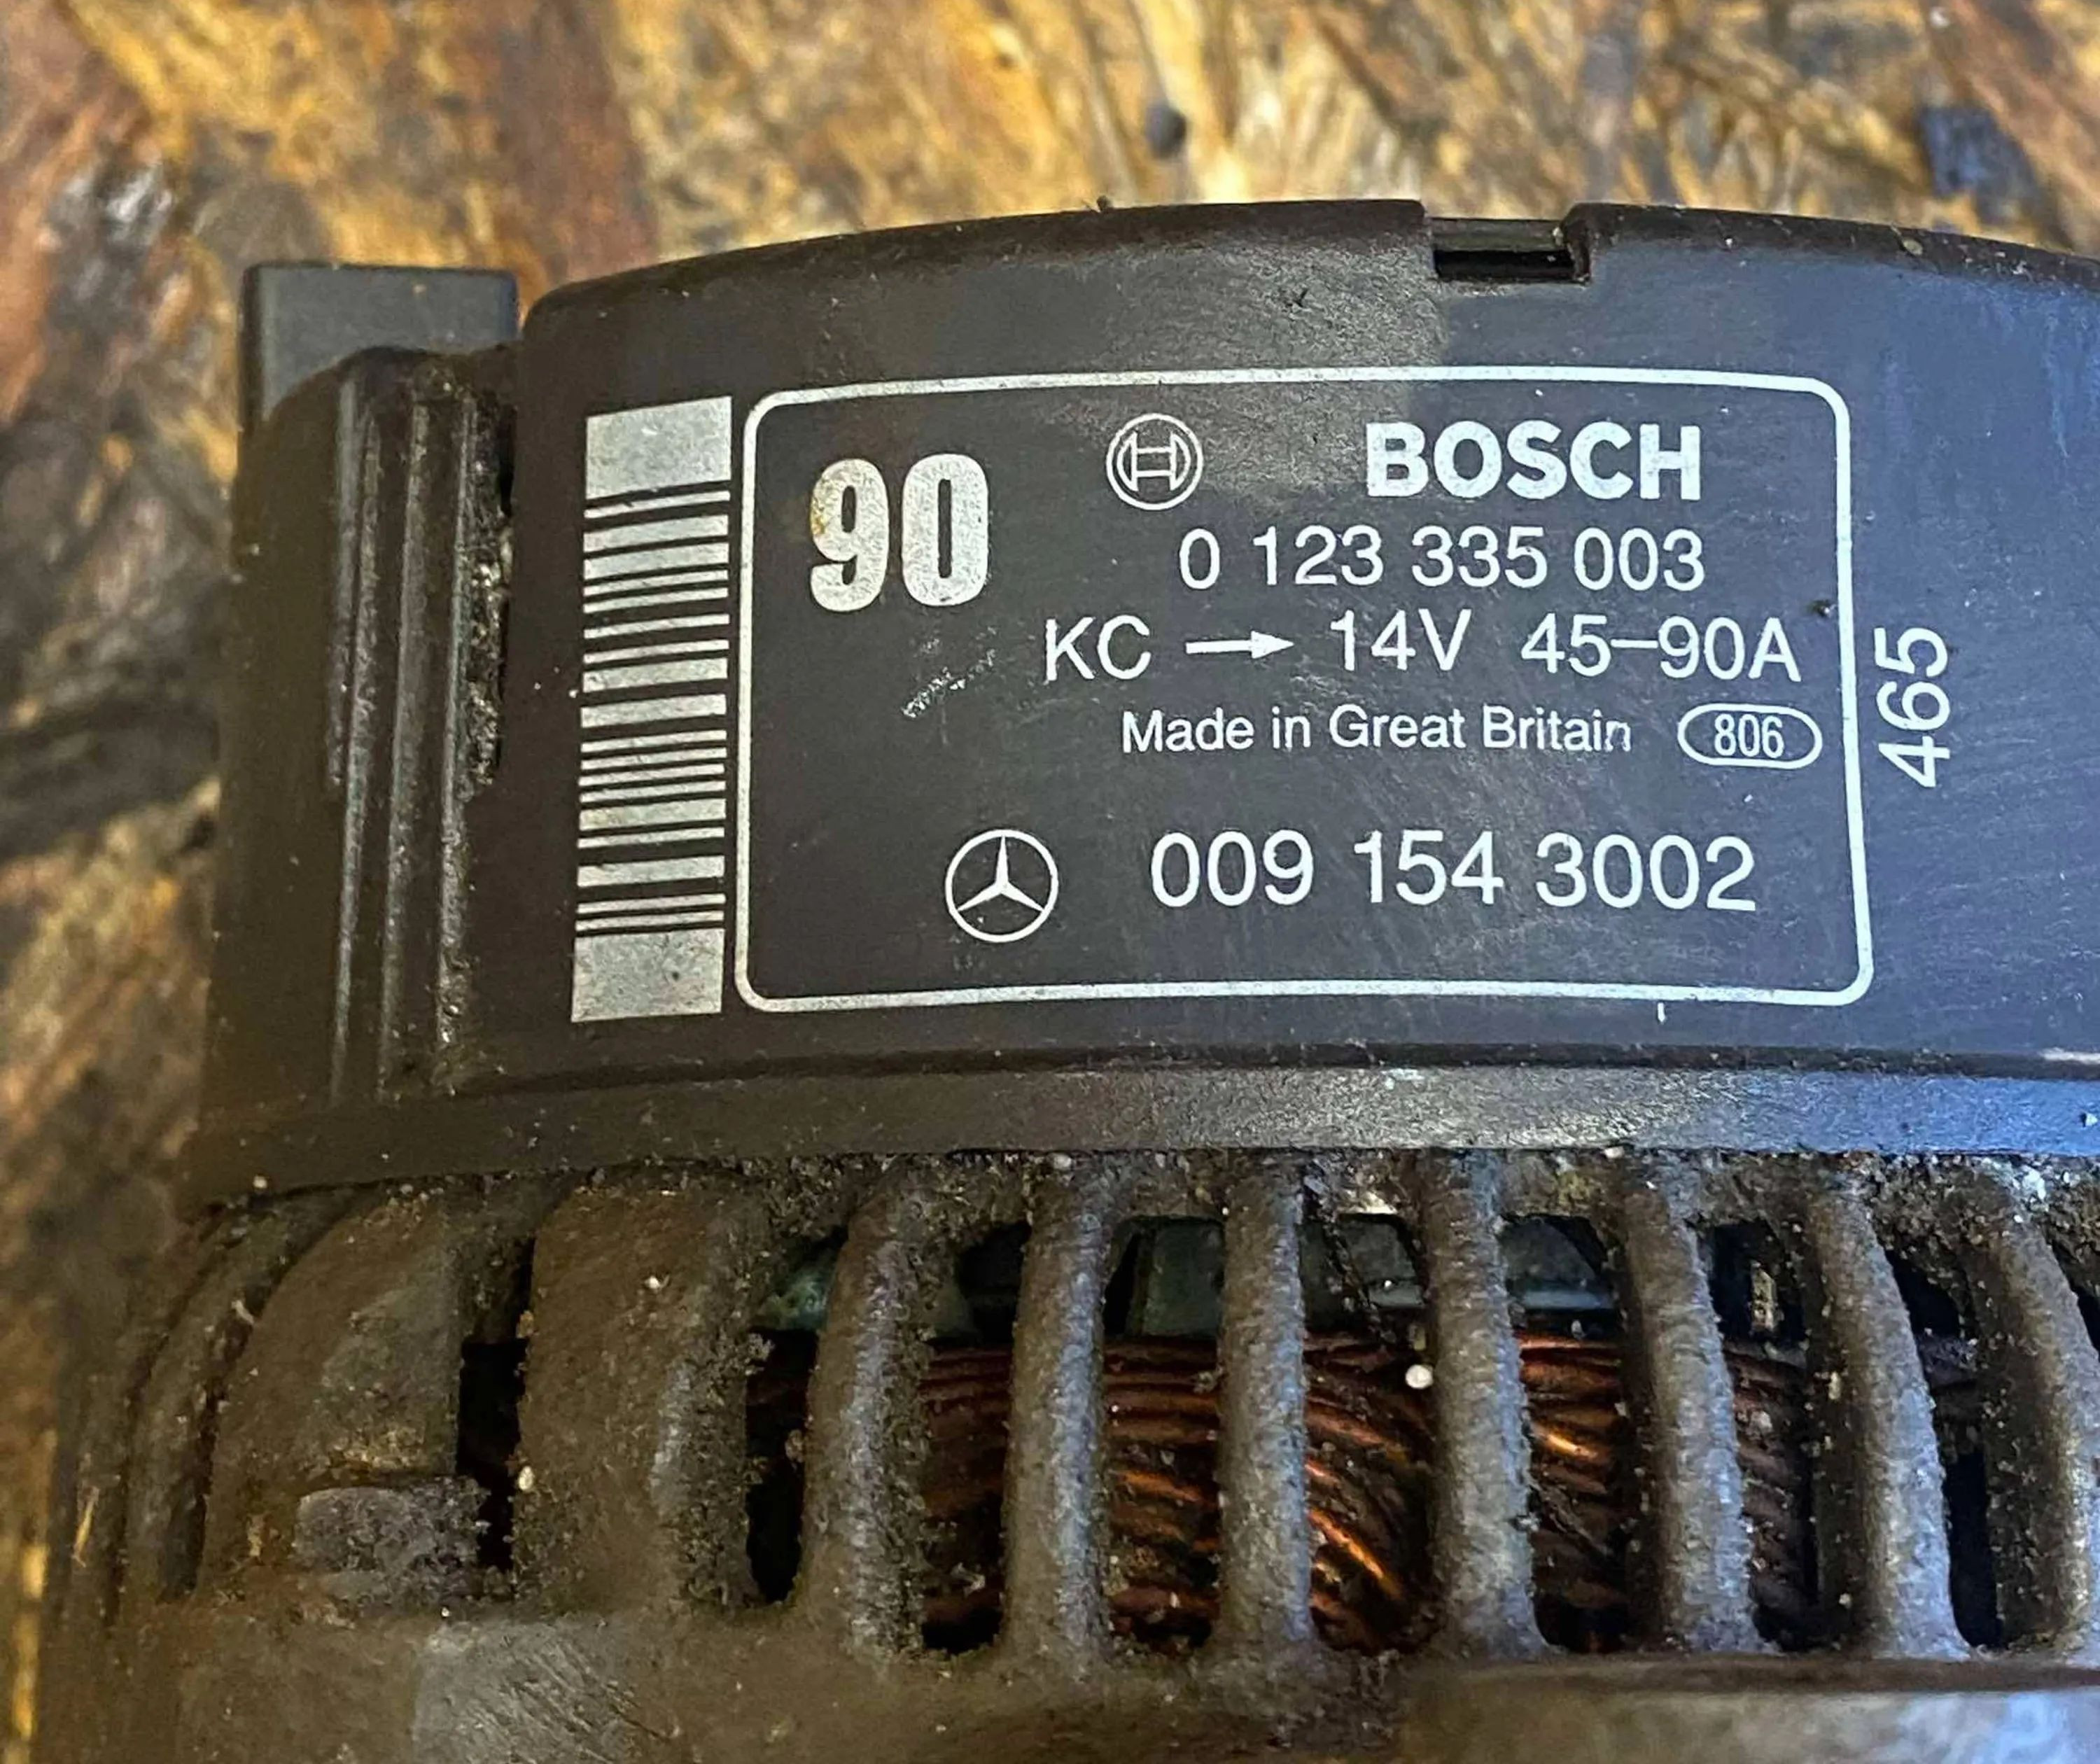 90
BOSCH
0 123 335 003
KC → 14V 45–90A
Made in Great Britain 806
009 154 3002
465